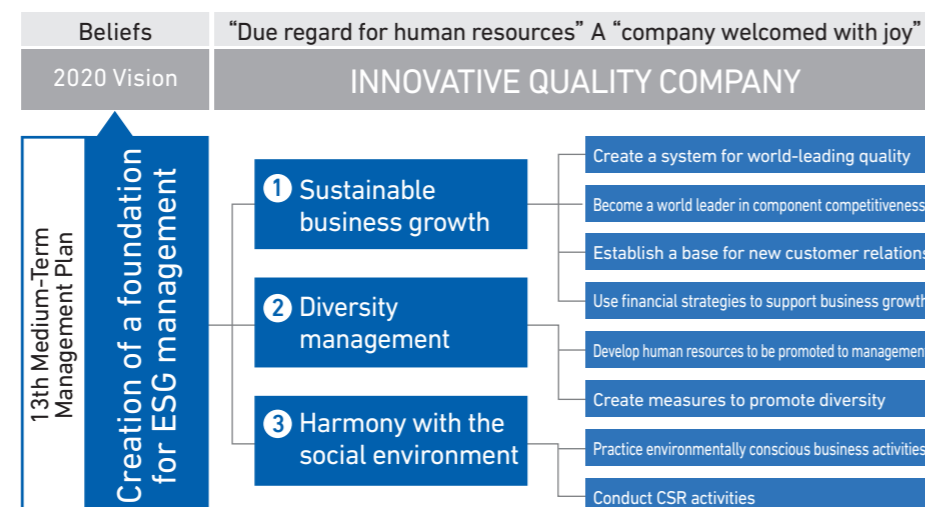 Beliefs
“Due regard for human resources” A “company welcomed with joy”
2020 Vision
INNOVATIVE QUALITY COMPANY
13th Medium-Term
Management Plan
Creation of a foundation
for ESG management
1 Sustainable
business growth
Create a system for world-leading quality
Become a world leader in component competitiveness
Establish a base for new customer relations
Use financial strategies to support business growth
2 Diversity
management
Develop human resources to be promoted to management
Create measures to promote diversity
3 Harmony with the
social environment
Practice environmentally conscious business activities
Conduct CSR activities